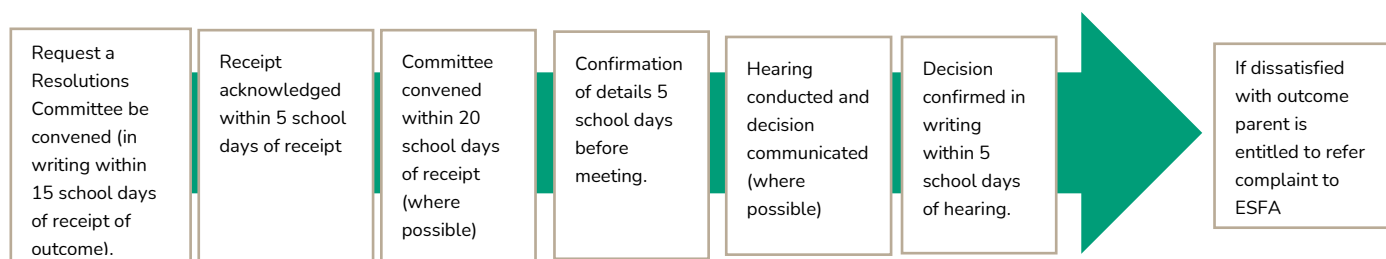 Request a
Resolutions
Committee be
convened (in
writing within
15 school days
of receipt of
outcome).
Receipt
acknowledged
within 5 school
days of receipt
Committee
convened
within 20
school days
of receipt
(where
possible)
Confirmation
of details 5
school days
before
meeting.
Hearing
conducted and
decision
communicated
(where
possible)
Decision
confirmed in
writing
within 5
school days
of hearing.
If dissatisfied
with outcome
parent is
entitled to refer
complaint to
ESFA